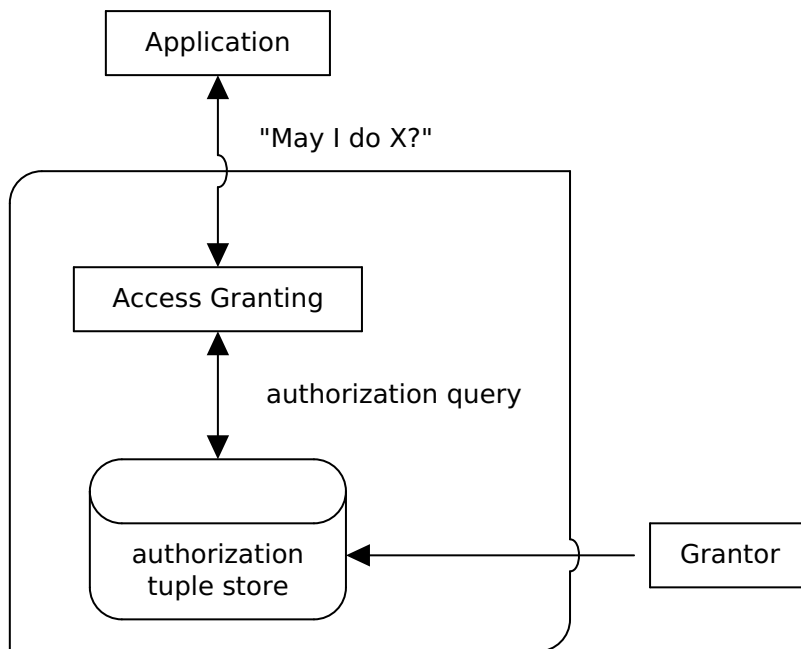 Application
"May I do X?"
Access Granting
authorization query
authorization
tuple store
Grantor